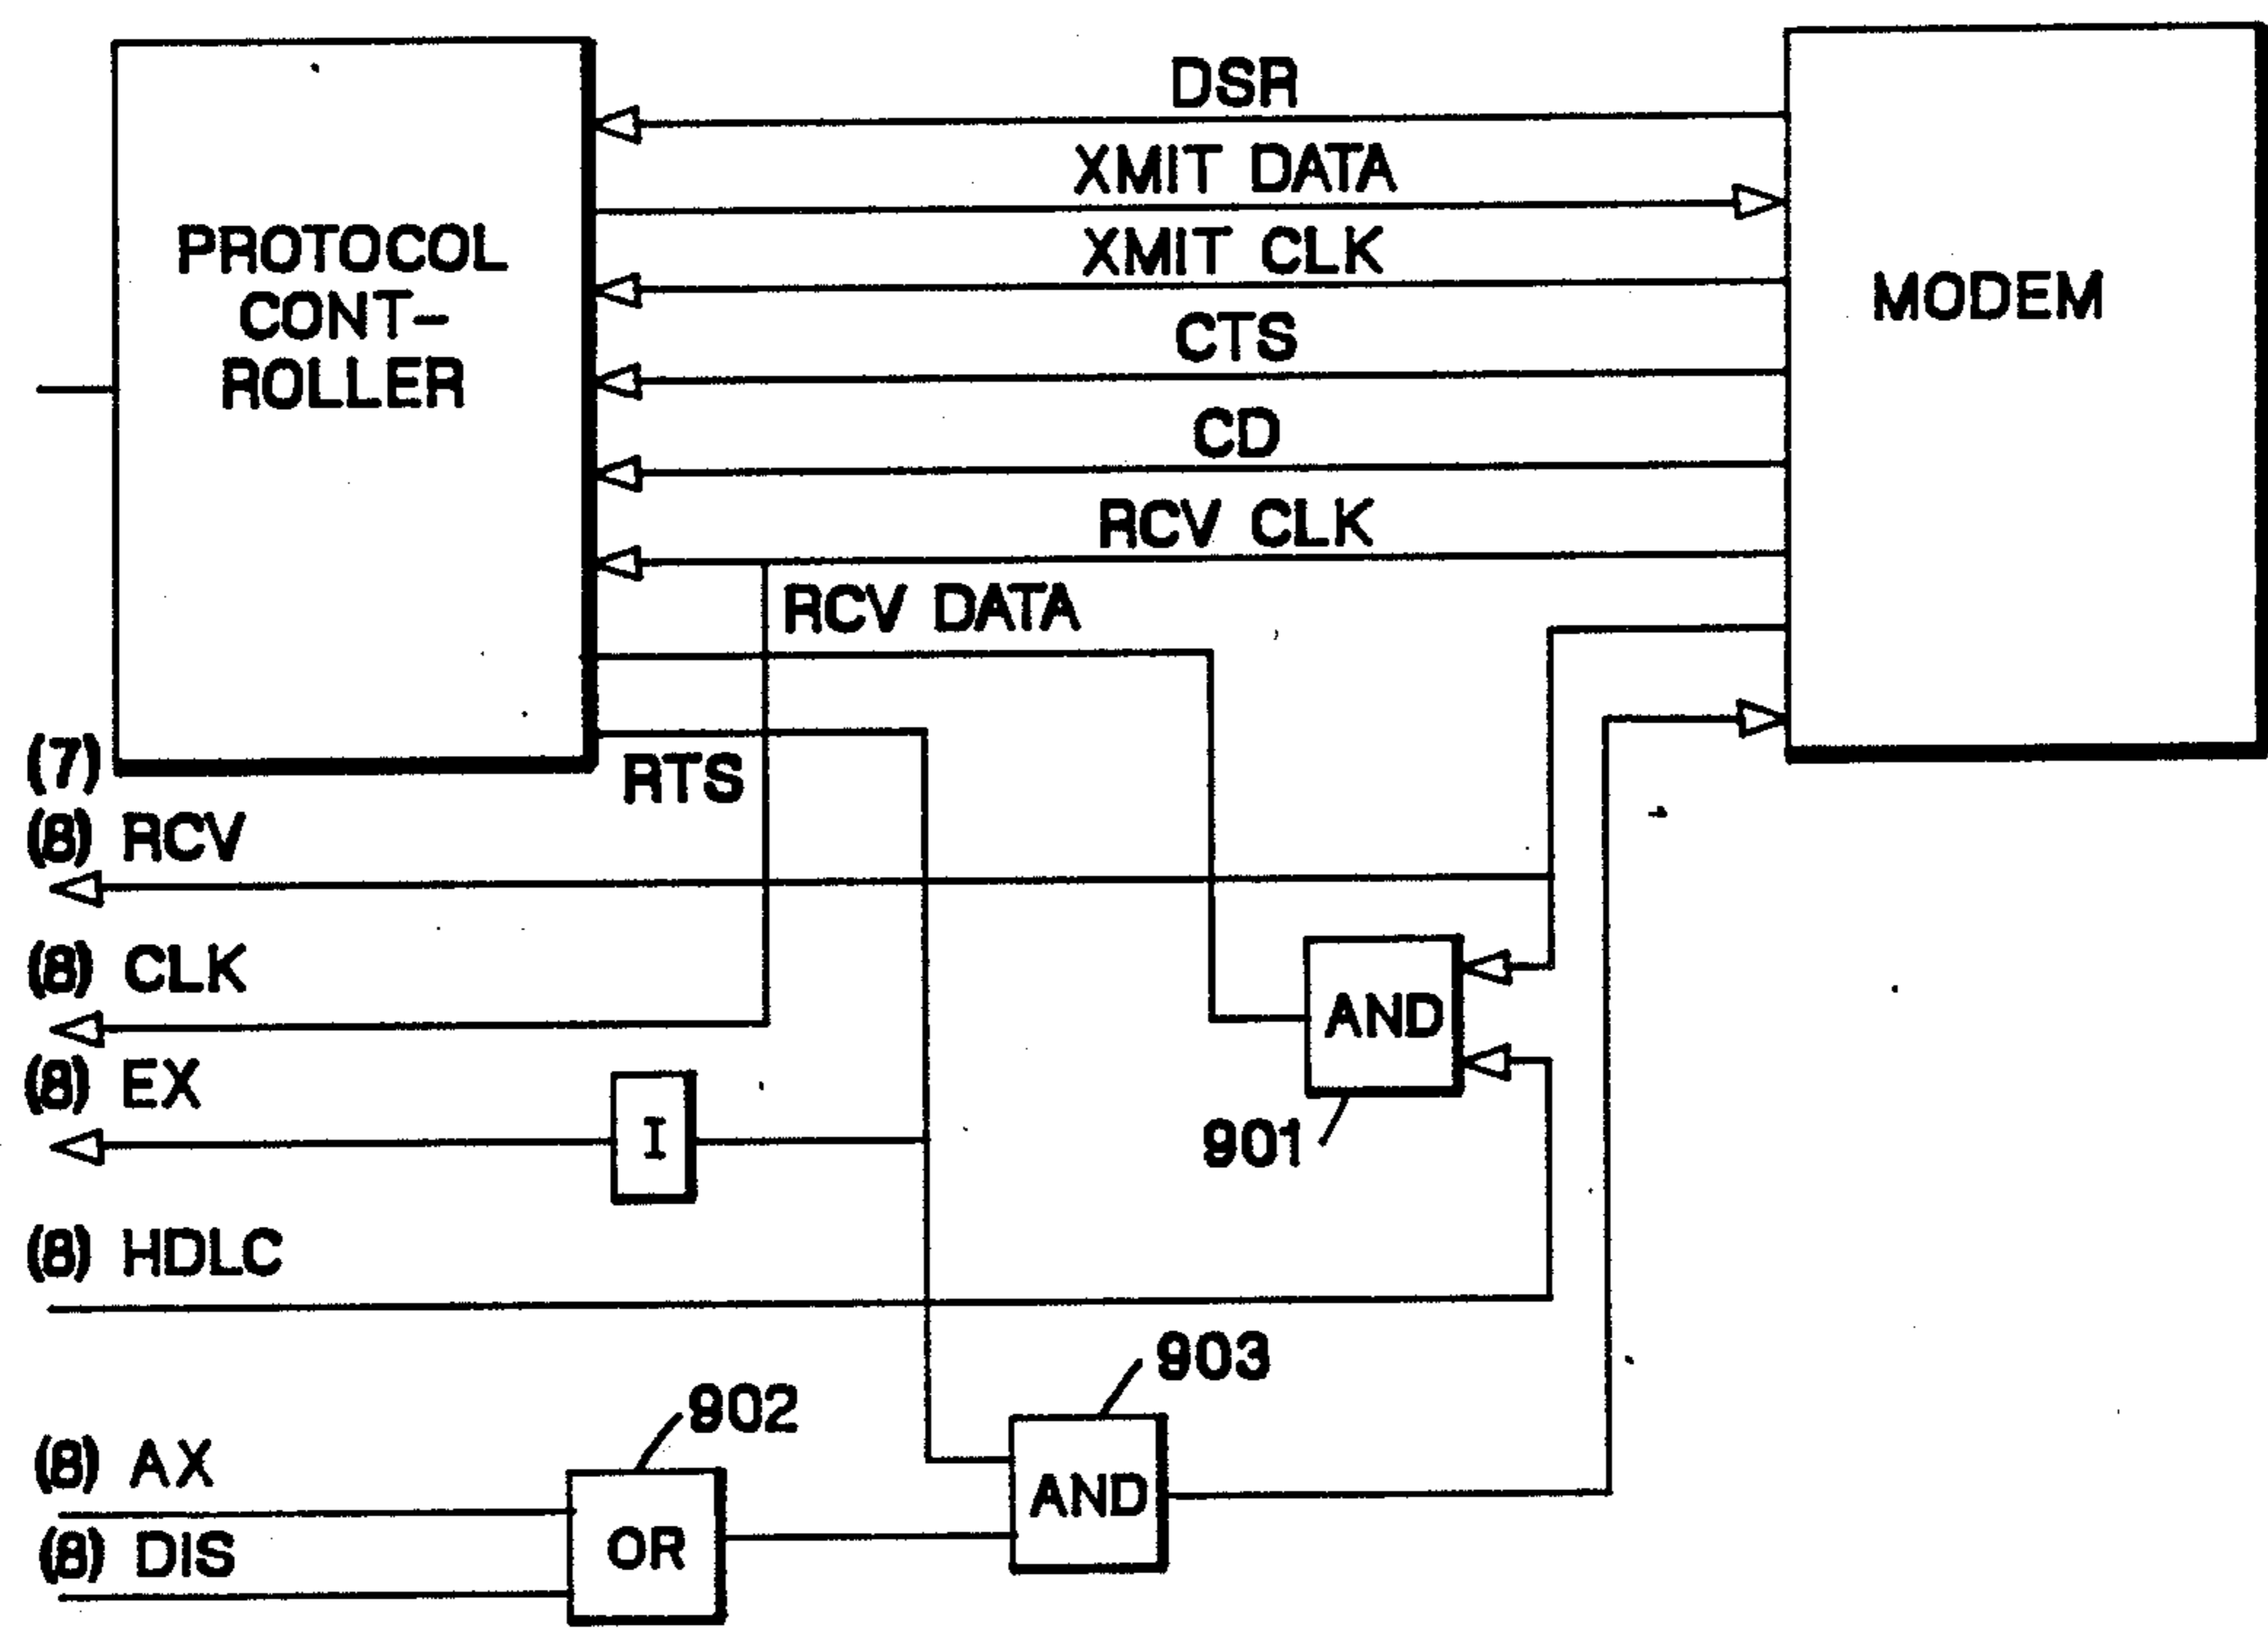 DSR
XMIT DATA
XMIT CLK
PROTOCOL
CONT-
ROLLER
MODEM
CTS
CD
RCV CLK
RCV DATA
RTS
(7)
(8) RCV
(8) CLK
AND
(8) EX
I
901
(8) HDLC
903
902
(8) AX
AND
(8) DIS
OR